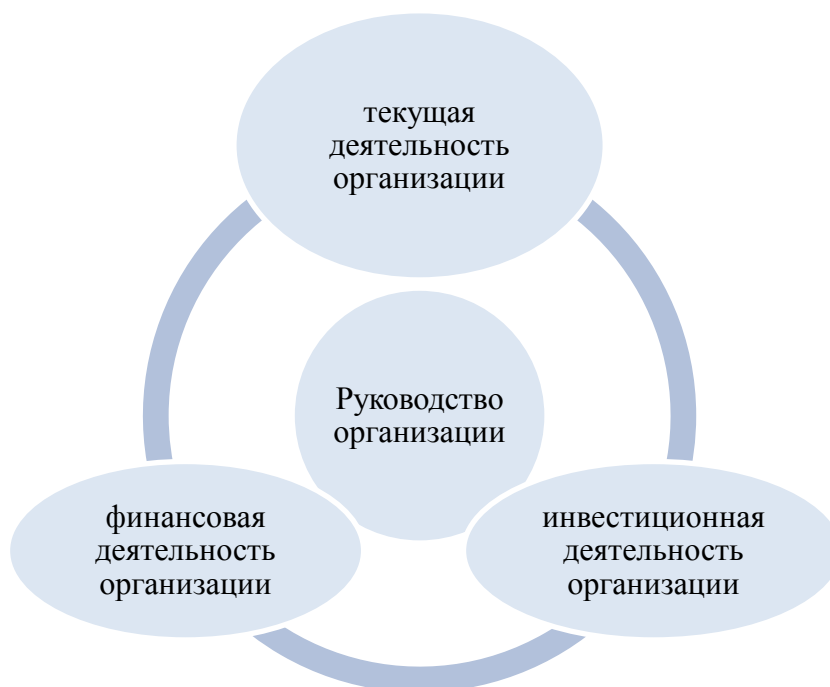 текущая
деятельность
организации
Руководство
организации
финансовая
деятельность
организации
инвестиционная
деятельность
организации